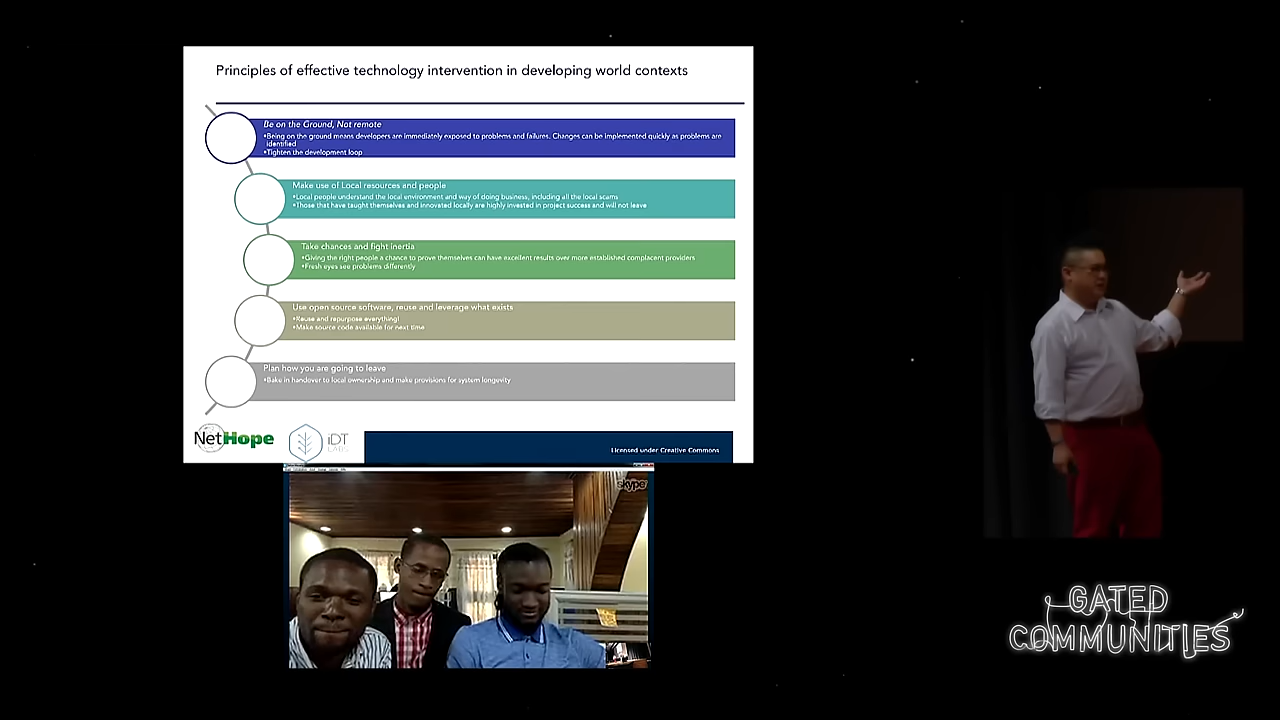 Principles of effective technology intervention in developing world contexts
Be on the Ground, Not remote
•Being on the ground means developers are immediately exposed to problems and failures. Changes can be implemented quickly as problems are
identified
•Tighten the development loop
Make use of Local resources and people
•Local people understand the local environment and way of doing business, including all the local scams
•Those that have taught themselves and innovated locally are highly invested in project success and will not leave
Take chances and fight inertia
•Giving the right people a chance to prove themselves can have excellent results over more established complacent providers
•Fresh eyes see problems differently
Use open source software, reuse and leverage what exists
•Reuse and repurpose everything!
•Make source code available for next time
Plan how you are going to leave
•Bake in handover to local ownership and make provisions for system longevity
NetHope
iDT
LABS
Licensed under Creative Commons
skype
GATED
COMMUNITIES